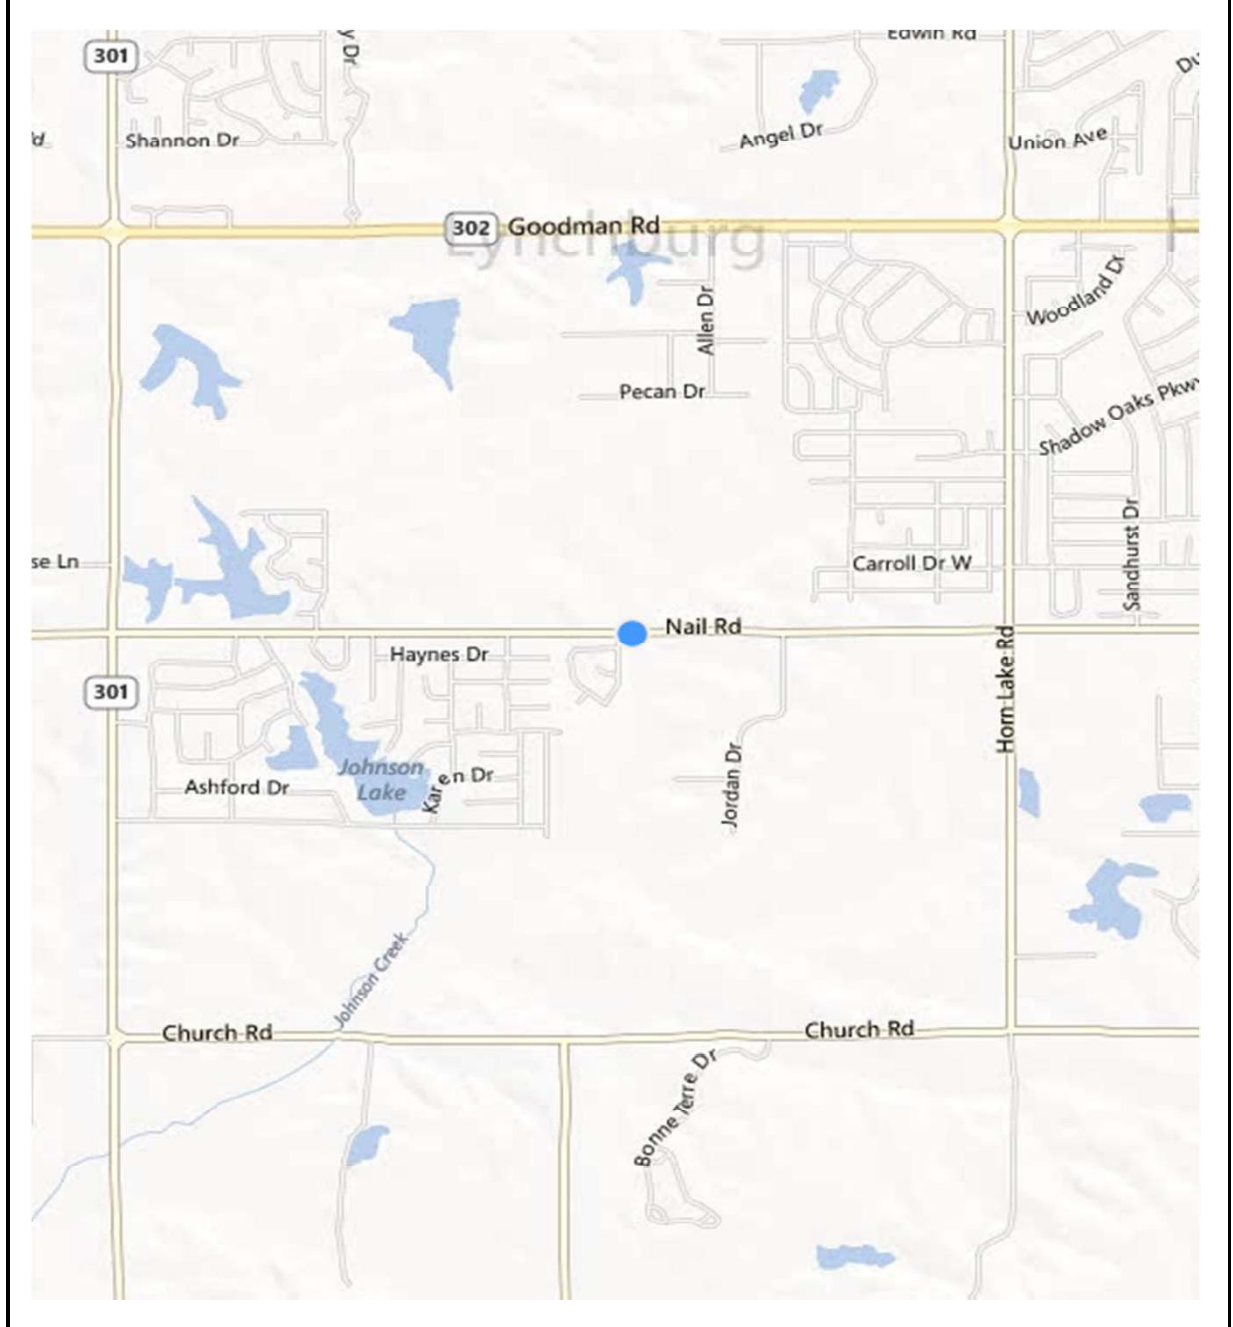 y Dr
Edwin Rd
301
Du
Shannon Dr
Angel Dr
Union Ave
302
Goodman Rd
Lynchburg
H
Woodland Dr
Allen Dr
Pecan Dr
Shadow Oaks Pkwy
Sandhurst Dr
se Ln
Carroll Dr W
Nail Rd
Haynes Dr
Horn Lake Rd
301
Johnson
Lake
Karen Dr
Ashford Dr
Jordan Dr
Johnson Creek
Church Rd
Church Rd
Bonne Terre Dr